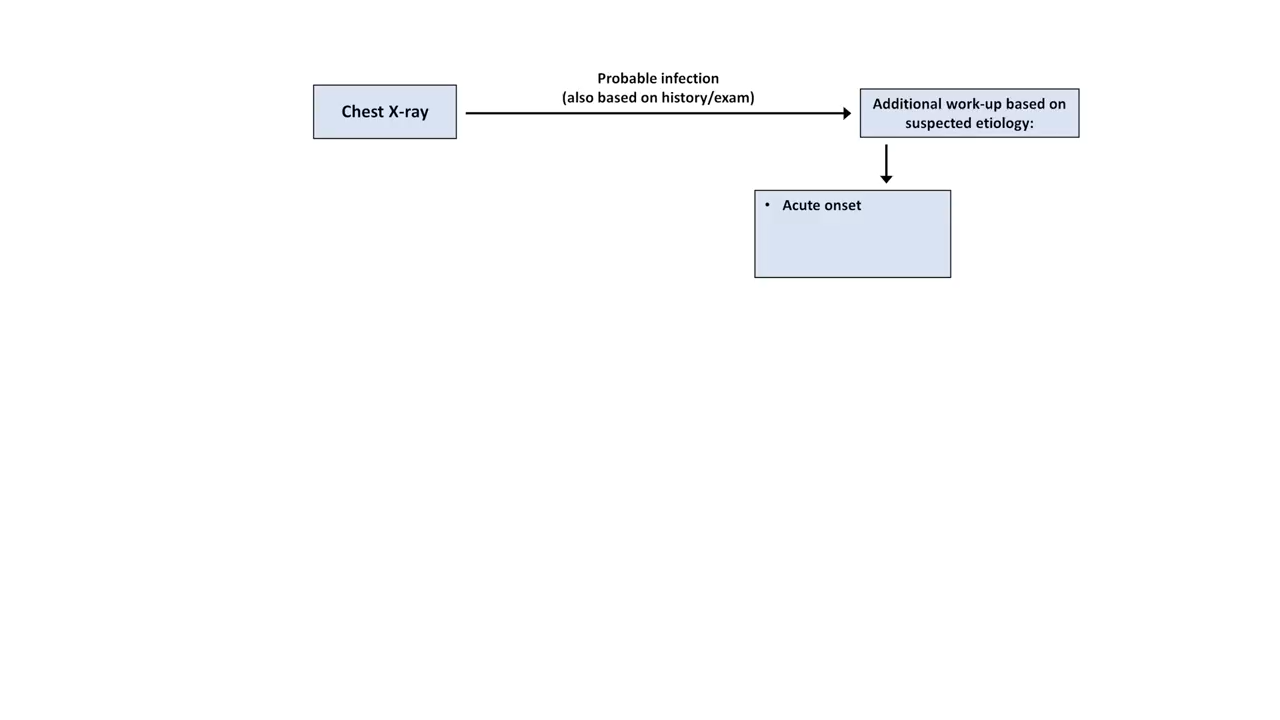 Probable infection
(also based on history/exam)
Chest X-ray
Additional work-up based on
suspected etiology:
• Acute onset